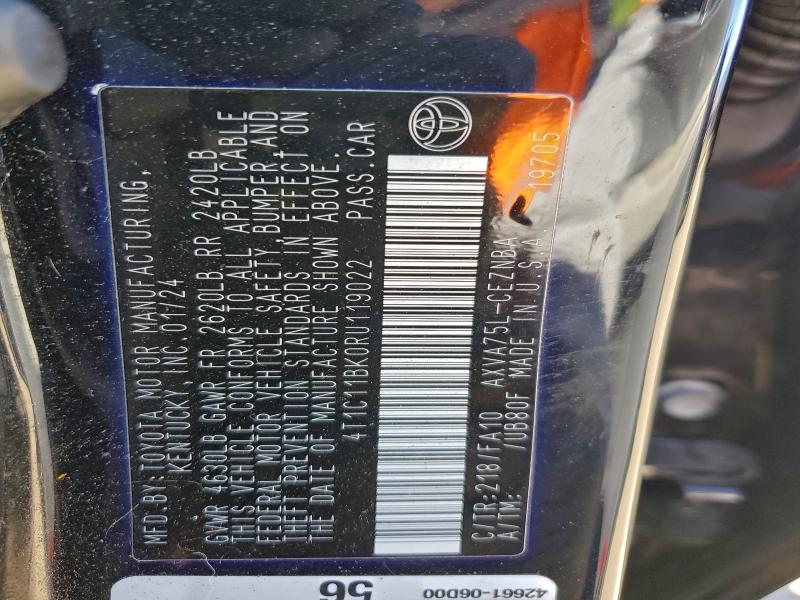 MFD.BY:TOYOTA MOTOR MANUFACTURING,
KENTUCKY, INC. 01/24
GVWR 4630LB GAWR FR 2620LB RR 2420LB
THIS VEHICLE CONFORMS TO ALL APPLICABLE
FEDERAL MOTOR VEHICLE SAFETY, BUMPER, AND
THEFT PREVENTION STANDARDS IN EFFECT ON
THE DATE OF MANUFACTURE SHOWN ABOVE.
4T1C11BK0RU119022 PASS.CAR
C/TR:218/FA10 AXVA75L-CEZNBA
A/TM: /UB80F MADE IN U.S.A. 19705
56
42661-06D00